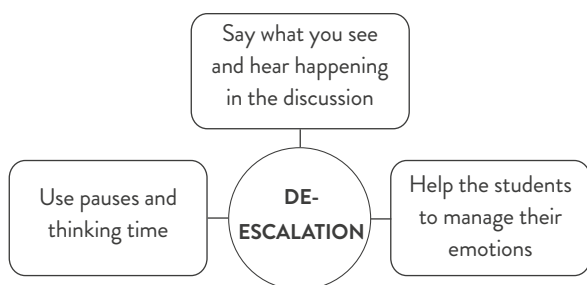 Say what you see
and hear happening
in the discussion
Use pauses and
thinking time
DE-
ESCALATION
Help the students
to manage their
emotions